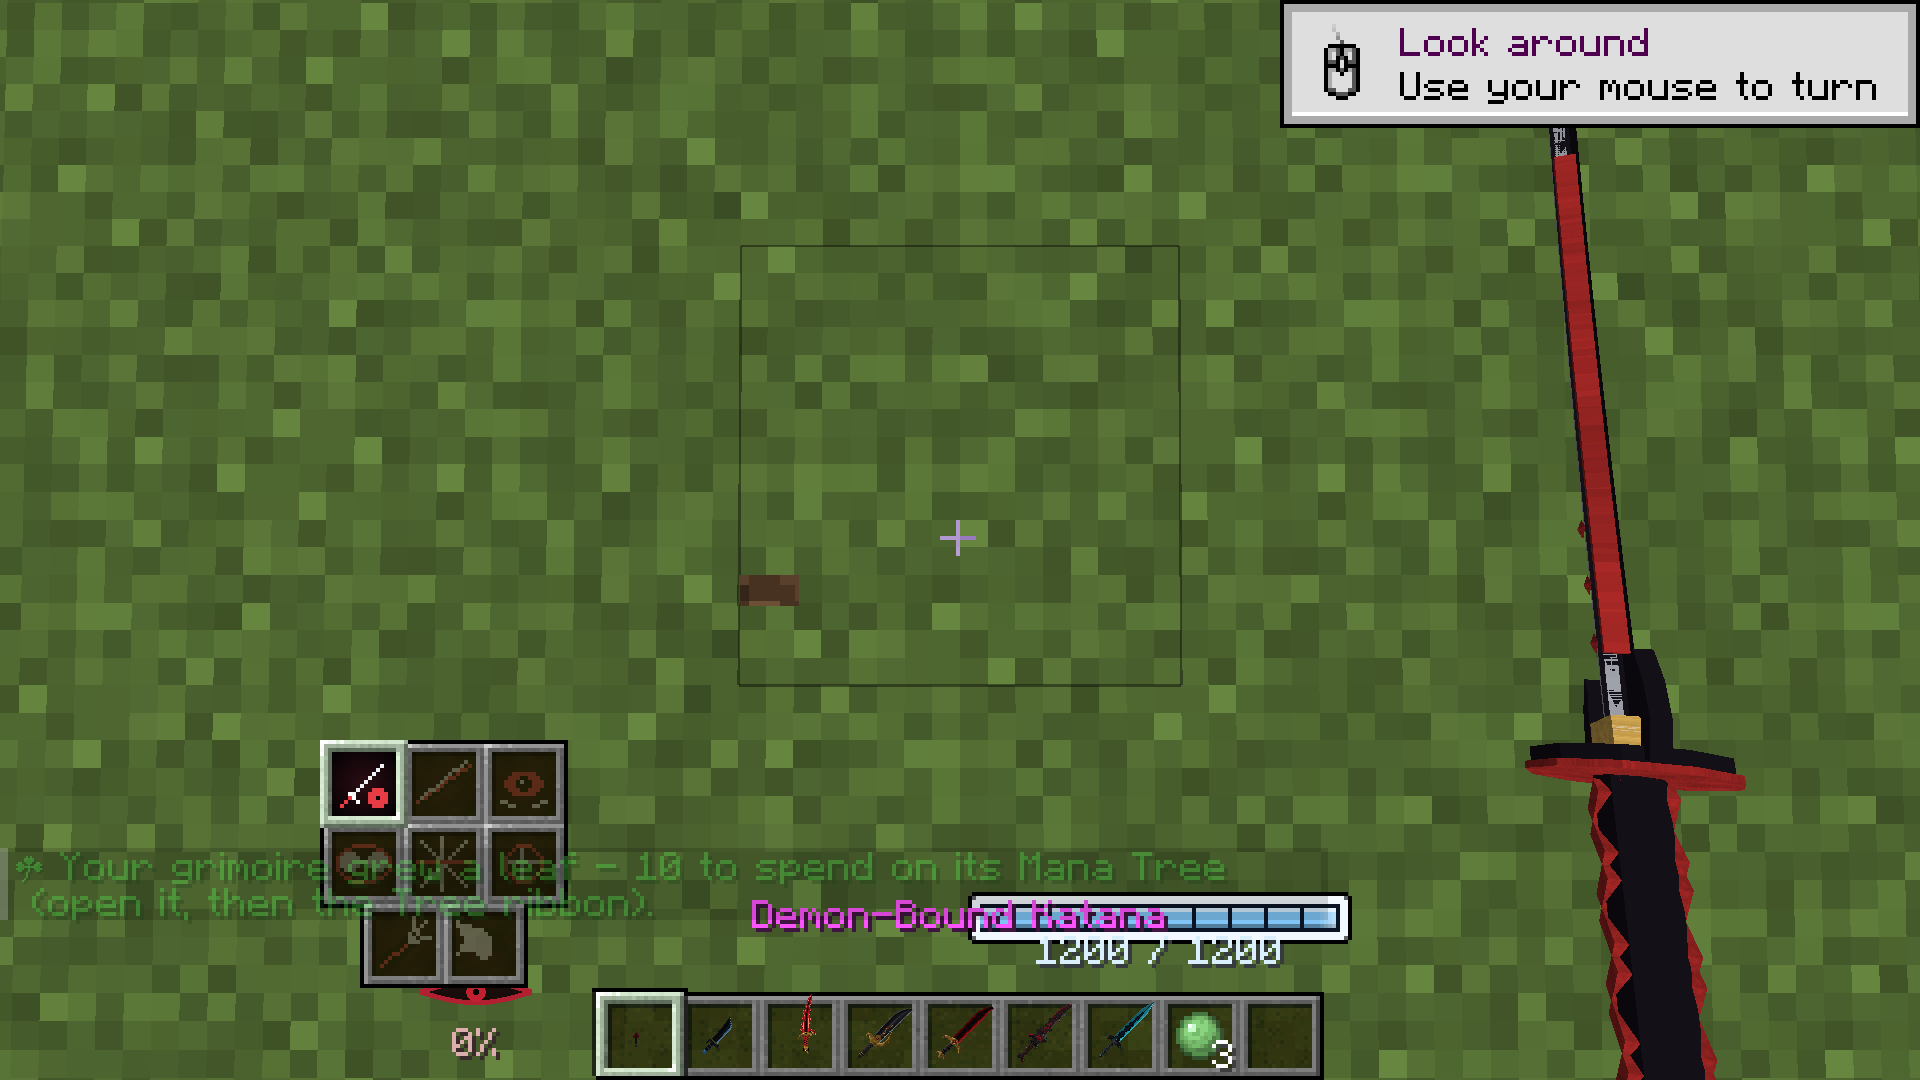 Look around
Use your mouse to turn
Your grimoire grew a leaf - 10 to spend on its Mana Tree
(open it, then the Tree ribbon).
Demon-Bound Katana
1200 / 1200
0%
3